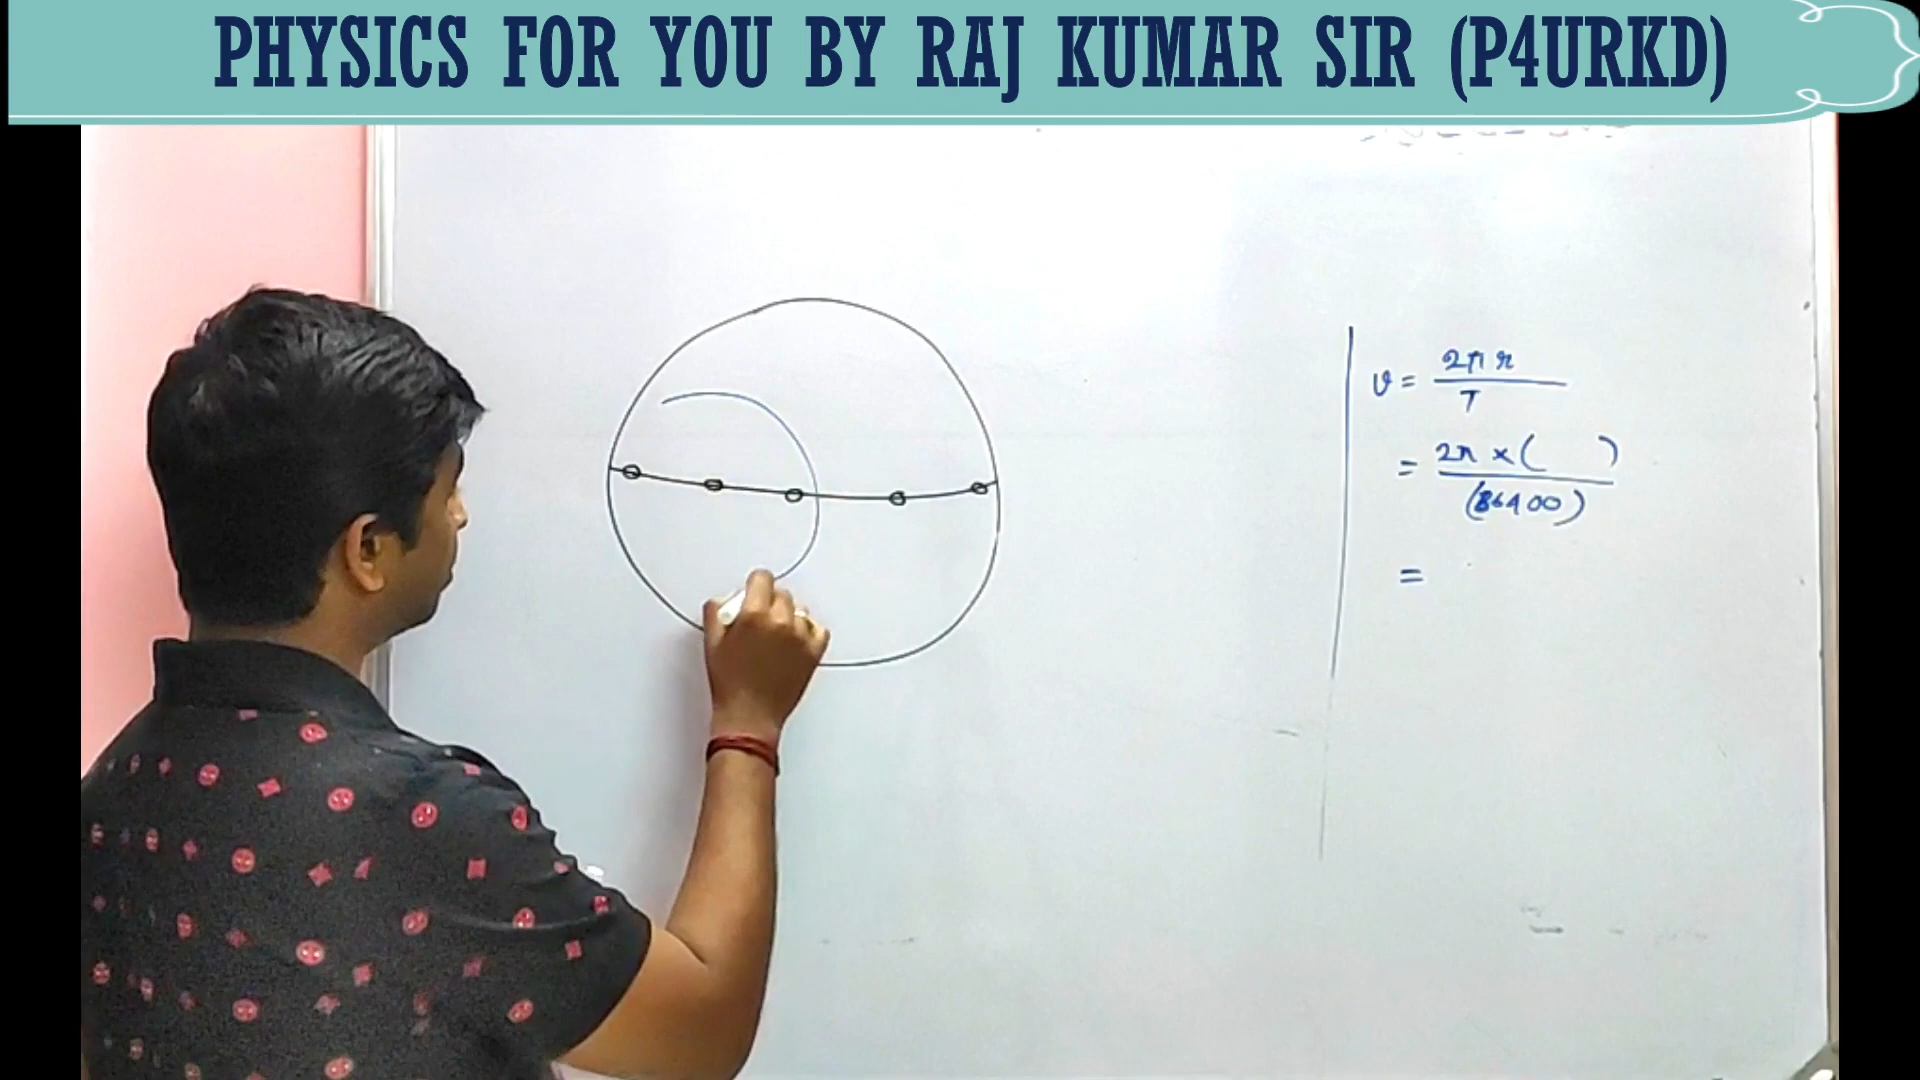 PHYSICS FOR YOU BY RAJ KUMAR SIR (P4URKD)
v = 2πr / T
= 2π × (   ) / (86400)
=